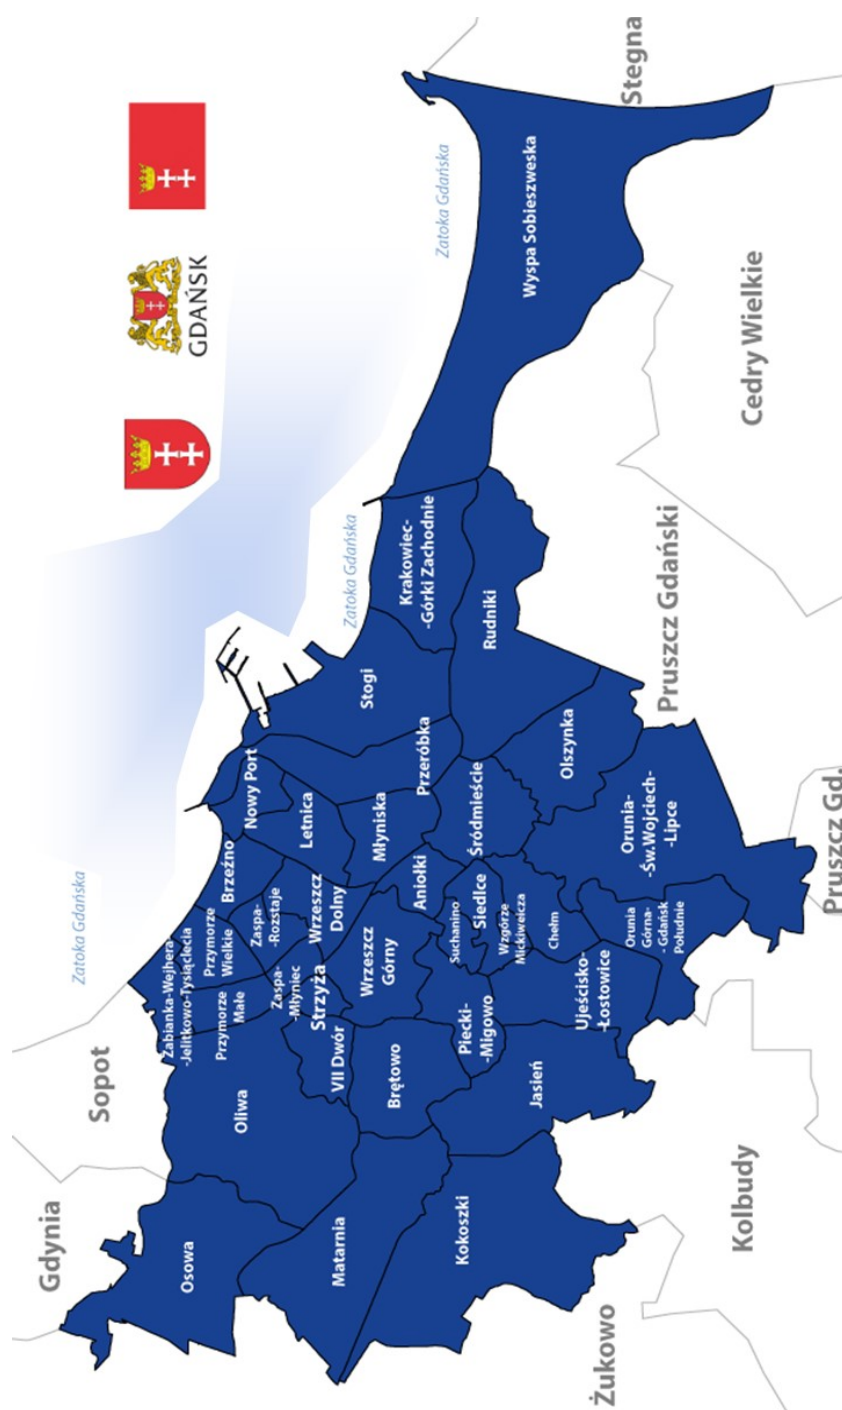 Gdynia
Sopot
Zatoka Gdańska
GDAŃSK
Osowa
Oliwa
Żabianka-Wejhera-
-Jelitkowo-Tysiąclecia
Przymorze
Małe
Przymorze
Wielkie
Brzeźno
Nowy Port
Zaspa-
-Młyniec
Zaspa-
-Rozstaje
Letnica
Zatoka Gdańska
Zatoka Gdańska
Matarnia
VII Dwór
Strzyża
Wrzeszcz
Dolny
Młyniska
Stogi
Brętowo
Wrzeszcz
Górny
Aniołki
Przeróbka
Krakowiec-
-Górki Zachodnie
Wyspa Sobieszweska
Kokoszki
Piecki-
-Migowo
Suchanino
Siedlce
Śródmieście
Rudniki
Wzgórze
Mickiweicza
Jasień
Ujeścisko-
-Łostowice
Chełm
Olszynka
Orunia
Górna-
- Gdańsk
Południe
Orunia-
-Św.Wojciech-
-Lipce
Żukowo
Stegna
Pruszcz Gdański
Kolbudy
Cedry Wielkie
Pruszcz Gd.